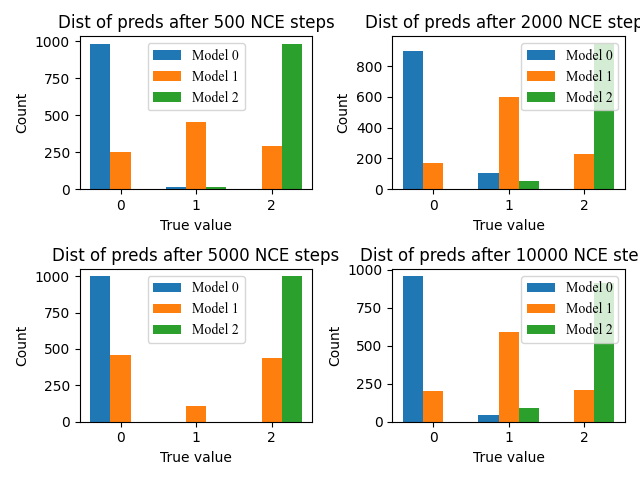 Dist of preds after 500 NCE steps
1000
750
500
250
0
Count
Model 0
Model 1
Model 2
0 1 2
True value
Dist of preds after 2000 NCE step
800
600
400
200
0
Count
Model 0
Model 1
Model 2
0 1 2
True value
Dist of preds after 5000 NCE steps
1000
750
500
250
0
Count
Model 0
Model 1
Model 2
0 1 2
True value
Dist of preds after 10000 NCE ste
1000
750
500
250
0
Count
Model 0
Model 1
Model 2
0 1 2
True value